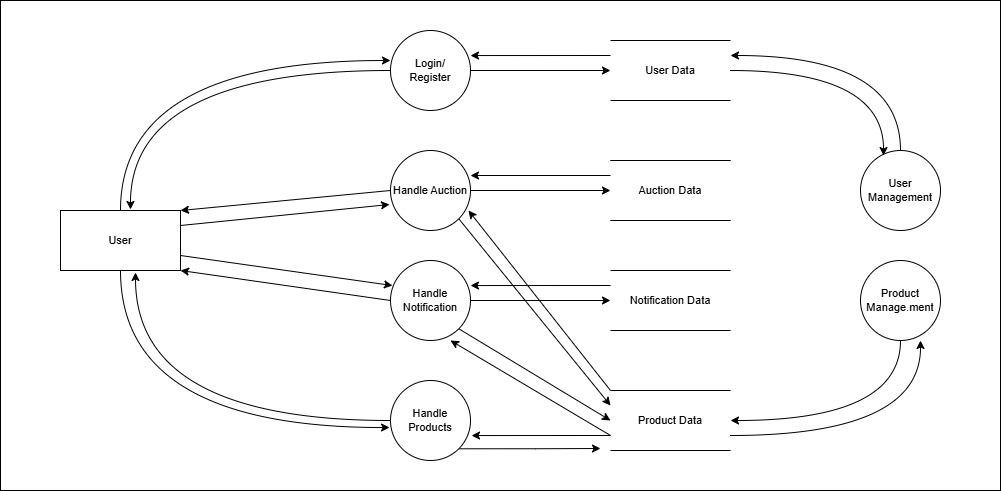 Login/
Register
User Data
User
Management
Handle Auction
Auction Data
User
Handle
Notification
Notification Data
Product
Manage.ment
Handle
Products
Product Data